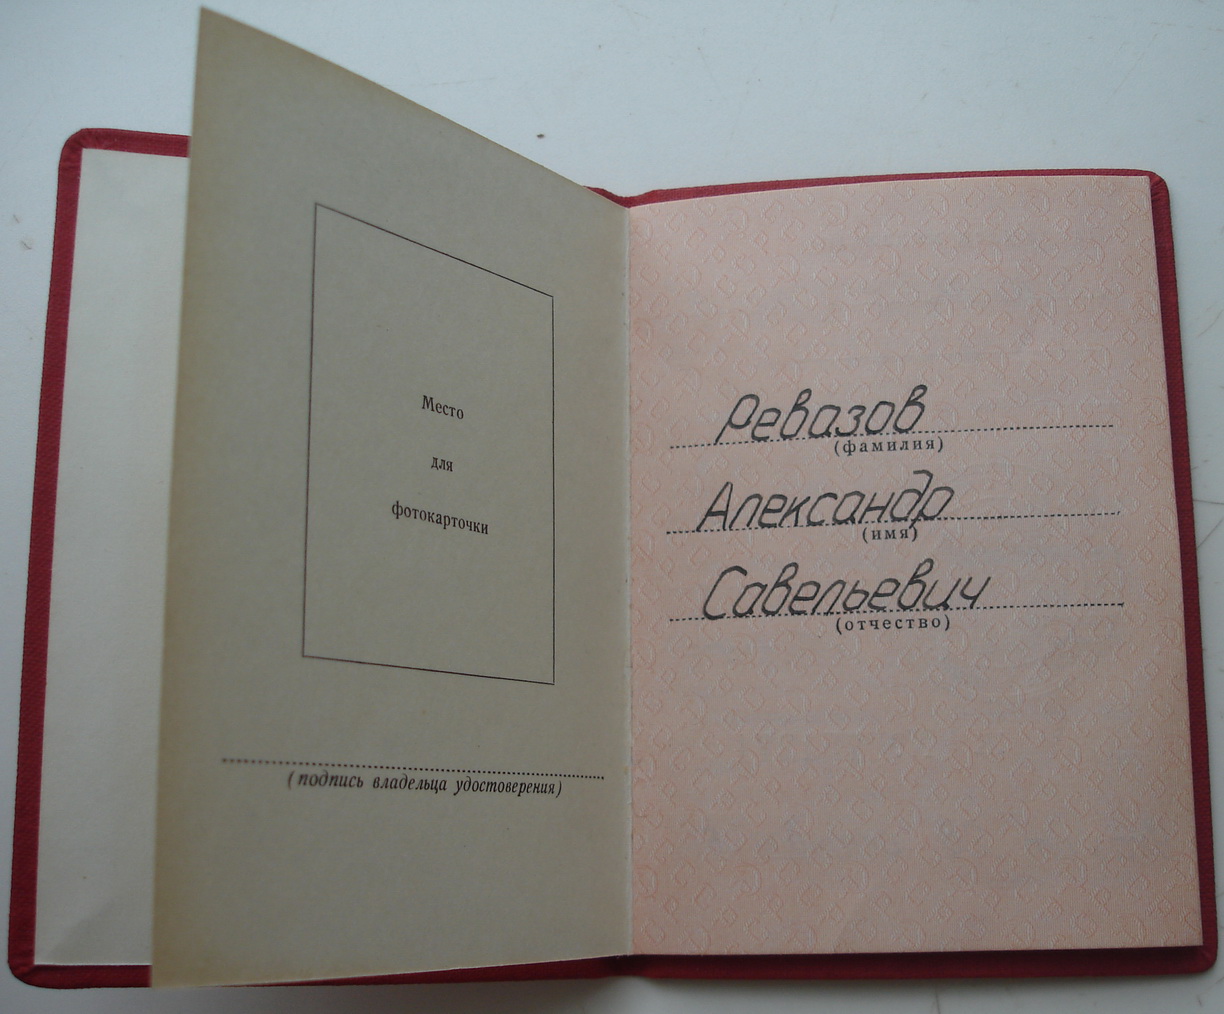 Место
для
фотокарточки
(подпись владельца удостоверения)
Ревазов
(фамилия)
Александр
(имя)
Савельевич
(отчество)